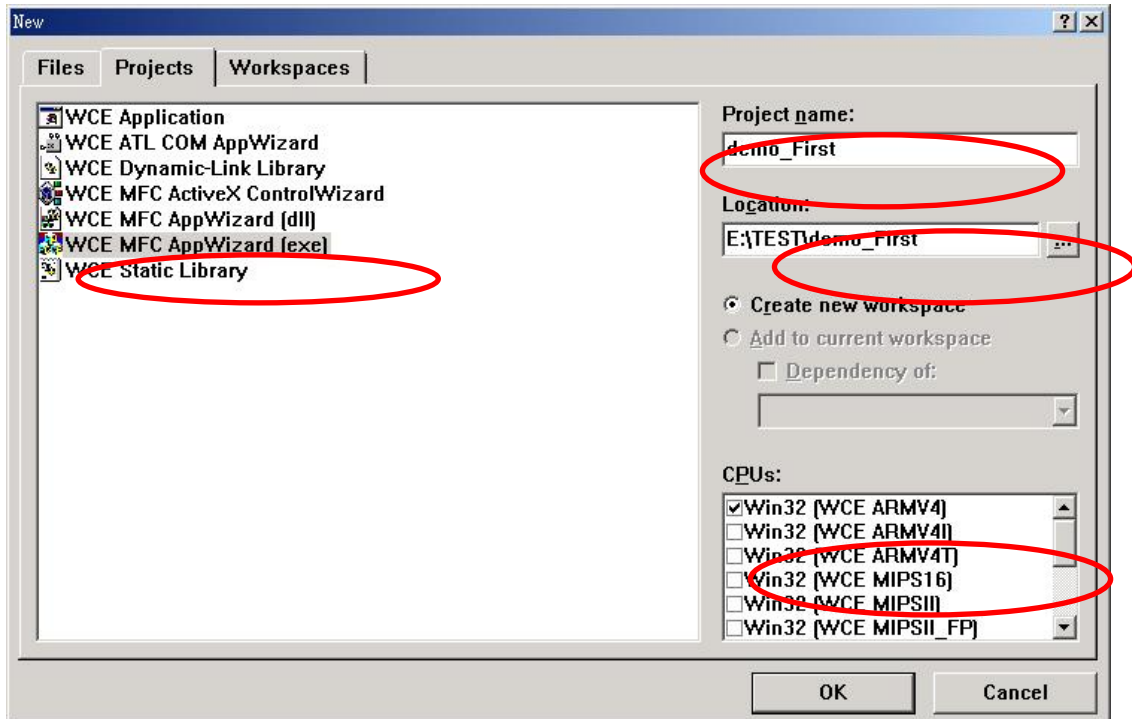 New
Files Projects Workspaces
WCE Application
WCE ATL COM AppWizard
WCE Dynamic-Link Library
WCE MFC ActiveX ControlWizard
WCE MFC AppWizard (dll)
WCE MFC AppWizard (exe)
WCE Static Library
Project name:
demo_First
Location:
E:\TEST\demo_First
...
Create new workspace
Add to current workspace
Dependency of:
CPUs:
Win32 (WCE ARMV4)
Win32 (WCE ARMV4I)
Win32 (WCE ARMV4T)
Win32 (WCE MIPS16)
Win32 (WCE MIPSII)
Win32 (WCE MIPSII_FP)
OK Cancel